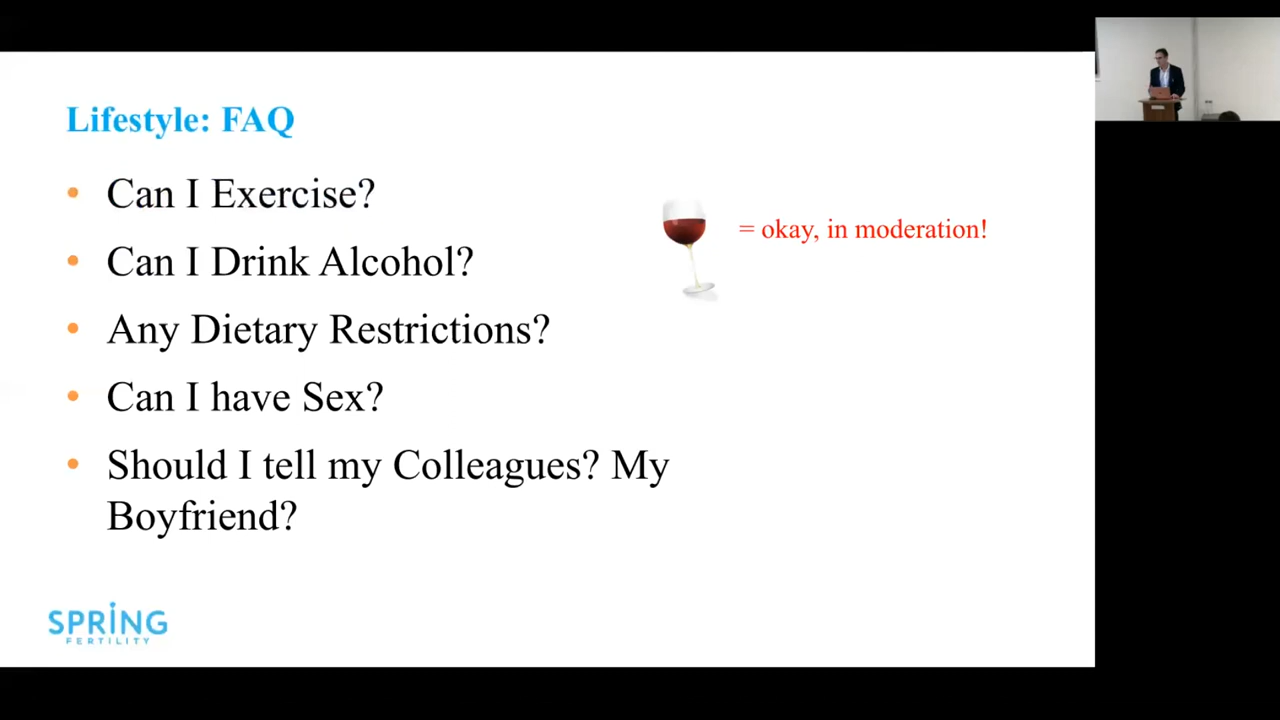 Lifestyle: FAQ
• Can I Exercise?
• Can I Drink Alcohol?
• Any Dietary Restrictions?
• Can I have Sex?
• Should I tell my Colleagues? My
Boyfriend?
= okay, in moderation!
SPRING
FERTILITY